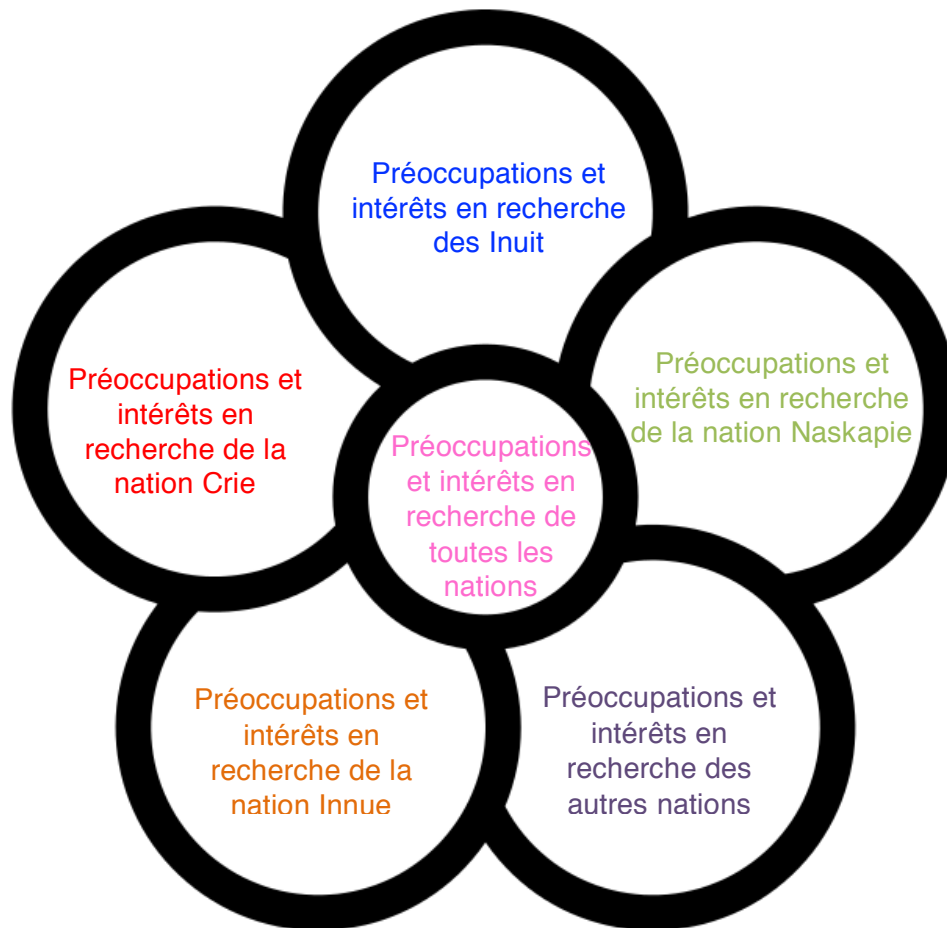 Préoccupations et
intérêts en recherche
des Inuit
Préoccupations et
intérêts en recherche
de la nation Naskapie
Préoccupations et
intérêts en
recherche de la
nation Crie
Préoccupations
et intérêts en
recherche de
toutes les
nations
Préoccupations et
intérêts en
recherche de la
nation Innue
Préoccupations et
intérêts en
recherche des
autres nations